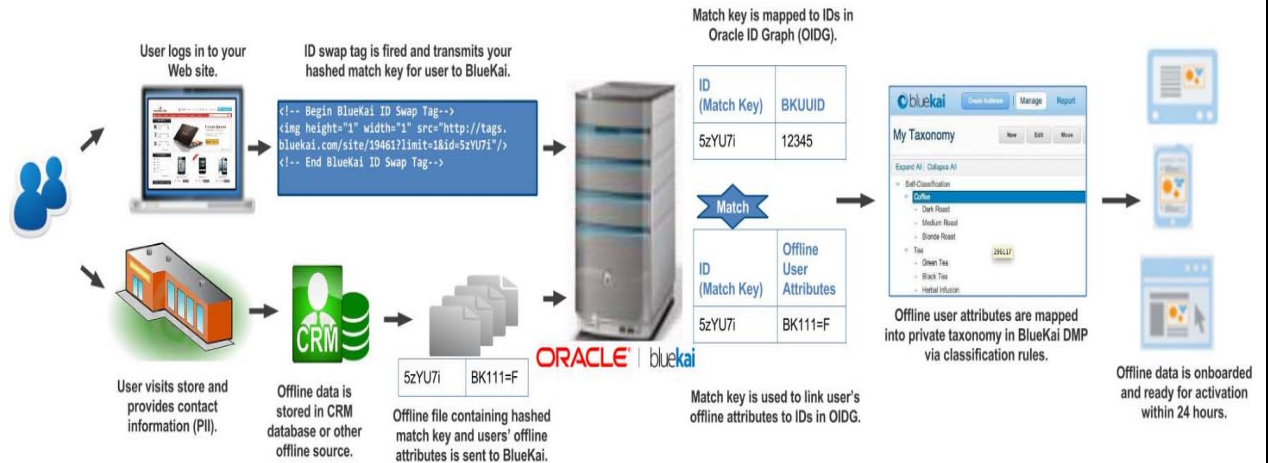 User logs in to your
Web site.
ID swap tag is fired and transmits your
hashed match key for user to BlueKai.
<!-- Begin BlueKai ID Swap Tag-->
<img height="1" width="1" src="http://tags.
bluekai.com/site/19461?limit=1&id=5zYU7i"/>
<!-- End BlueKai ID Swap Tag-->
User visits store and
provides contact
information (PII).
CRM
Offline data is
stored in CRM
database or other
offline source.
5zYU7i BK111=F
Offline file containing hashed
match key and users' offline
attributes is sent to BlueKai.
ORACLE | bluekai
Match key is mapped to IDs in
Oracle ID Graph (OIDG).
ID
(Match Key) BKUUID
5zYU7i 12345
Match
ID
(Match Key) Offline
User
Attributes
5zYU7i BK111=F
Match key is used to link user's
offline attributes to IDs in OIDG.
bluekai Create Audience Manage Report
My Taxonomy New Edit Move
Expand All | Collapse All
Self-Classification
Coffee
Dark Roast
Medium Roast
Blonde Roast
Tea
Green Tea
Black Tea
Herbal Infusion
296117
Offline user attributes are mapped
into private taxonomy in BlueKai DMP
via classification rules.
Offline data is onboarded
and ready for activation
within 24 hours.